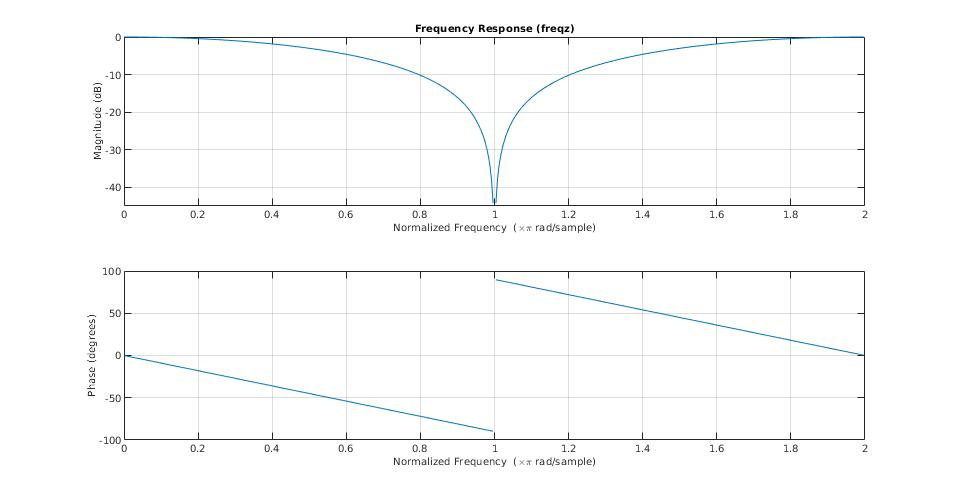 Frequency Response (freqz)
0
-10
-20
-30
-40
Magnitude (dB)
0 0.2 0.4 0.6 0.8 1 1.2 1.4 1.6 1.8 2
Normalized Frequency (×π rad/sample)
100
50
0
-50
-100
Phase (degrees)
0 0.2 0.4 0.6 0.8 1 1.2 1.4 1.6 1.8 2
Normalized Frequency (×π rad/sample)